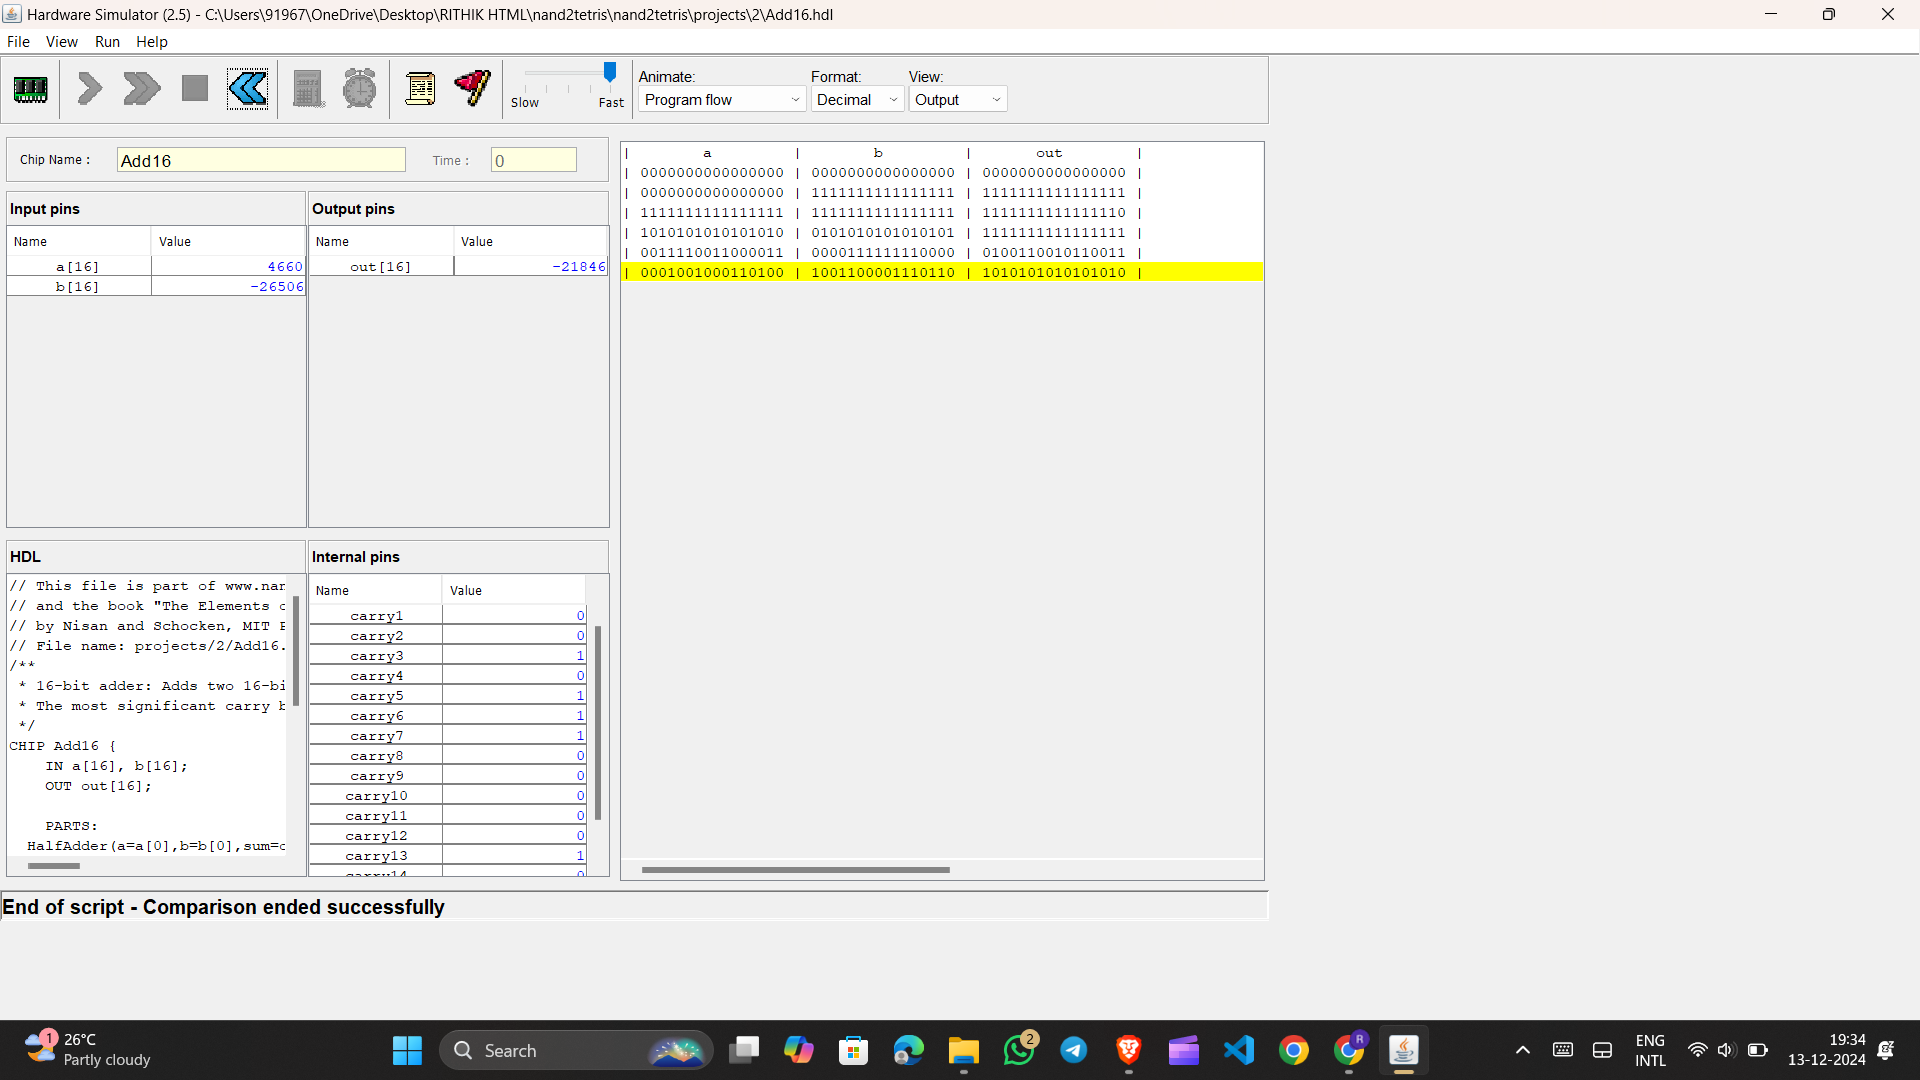 Hardware Simulator (2.5) - C:\Users\91967\OneDrive\Desktop\RITHIK HTML\nand2tetris\nand2tetris\projects\2\Add16.hdl
File View Run Help
Slow Fast
Animate: Format: View:
Program flow Decimal Output
Chip Name : Add16 Time : 0
Input pins
Name Value
a[16] 4660
b[16] -26506
Output pins
Name Value
out[16] -21846
| a | b | out |
| 0000000000000000 | 0000000000000000 | 0000000000000000 |
| 0000000000000000 | 1111111111111111 | 1111111111111111 |
| 1111111111111111 | 1111111111111111 | 1111111111111110 |
| 1010101010101010 | 0101010101010101 | 1111111111111111 |
| 0011110011000011 | 0000111111110000 | 0100110010110011 |
| 0001001000110100 | 1001100001110110 | 1010101010101010 |
HDL
// This file is part of www.nan
// and the book "The Elements o
// by Nisan and Schocken, MIT P
// File name: projects/2/Add16.
/**
* 16-bit adder: Adds two 16-bi
* The most significant carry b
*/
CHIP Add16 {
IN a[16], b[16];
OUT out[16];
PARTS:
HalfAdder(a=a[0],b=b[0],sum=o
Internal pins
Name Value
carry1 0
carry2 0
carry3 1
carry4 0
carry5 1
carry6 1
carry7 1
carry8 0
carry9 0
carry10 0
carry11 0
carry12 0
carry13 1
carry14 0
End of script - Comparison ended successfully
1
26°C
Partly cloudy
Search
2
R
ENG
INTL
19:34
13-12-2024